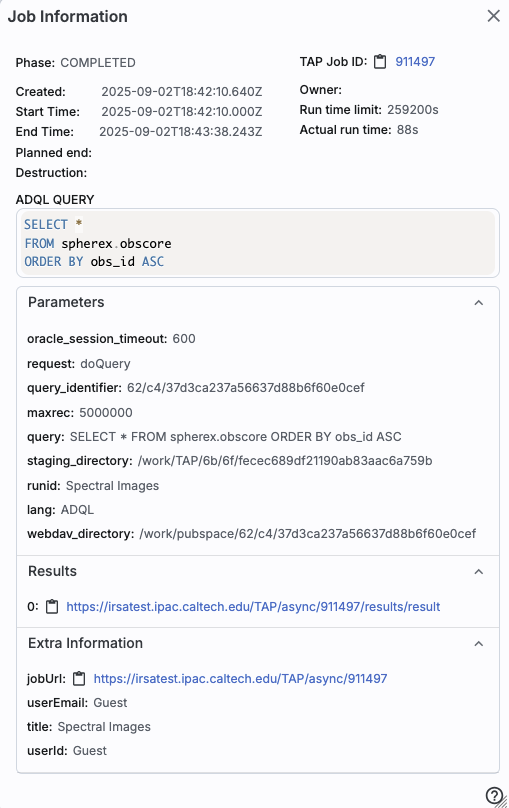 Job Information
Phase: COMPLETED
TAP Job ID: 911497
Created: 2025-09-02T18:42:10.640Z
Owner:
Start Time: 2025-09-02T18:42:10.000Z
Run time limit: 259200s
End Time: 2025-09-02T18:43:38.243Z
Actual run time: 88s
Planned end:
Destruction:
ADQL QUERY
SELECT *
FROM spherex.obscore
ORDER BY obs_id ASC
Parameters
oracle_session_timeout: 600
request: doQuery
query_identifier: 62/c4/37d3ca237a56637d88b6f60e0cef
maxrec: 5000000
query: SELECT * FROM spherex.obscore ORDER BY obs_id ASC
staging_directory: /work/TAP/6b/6f/fecec689df21190ab83aac6a759b
runid: Spectral Images
lang: ADQL
webdav_directory: /work/pubspace/62/c4/37d3ca237a56637d88b6f60e0cef
Results
0: https://irsatest.ipac.caltech.edu/TAP/async/911497/results/result
Extra Information
jobUrl: https://irsatest.ipac.caltech.edu/TAP/async/911497
userEmail: Guest
title: Spectral Images
userId: Guest